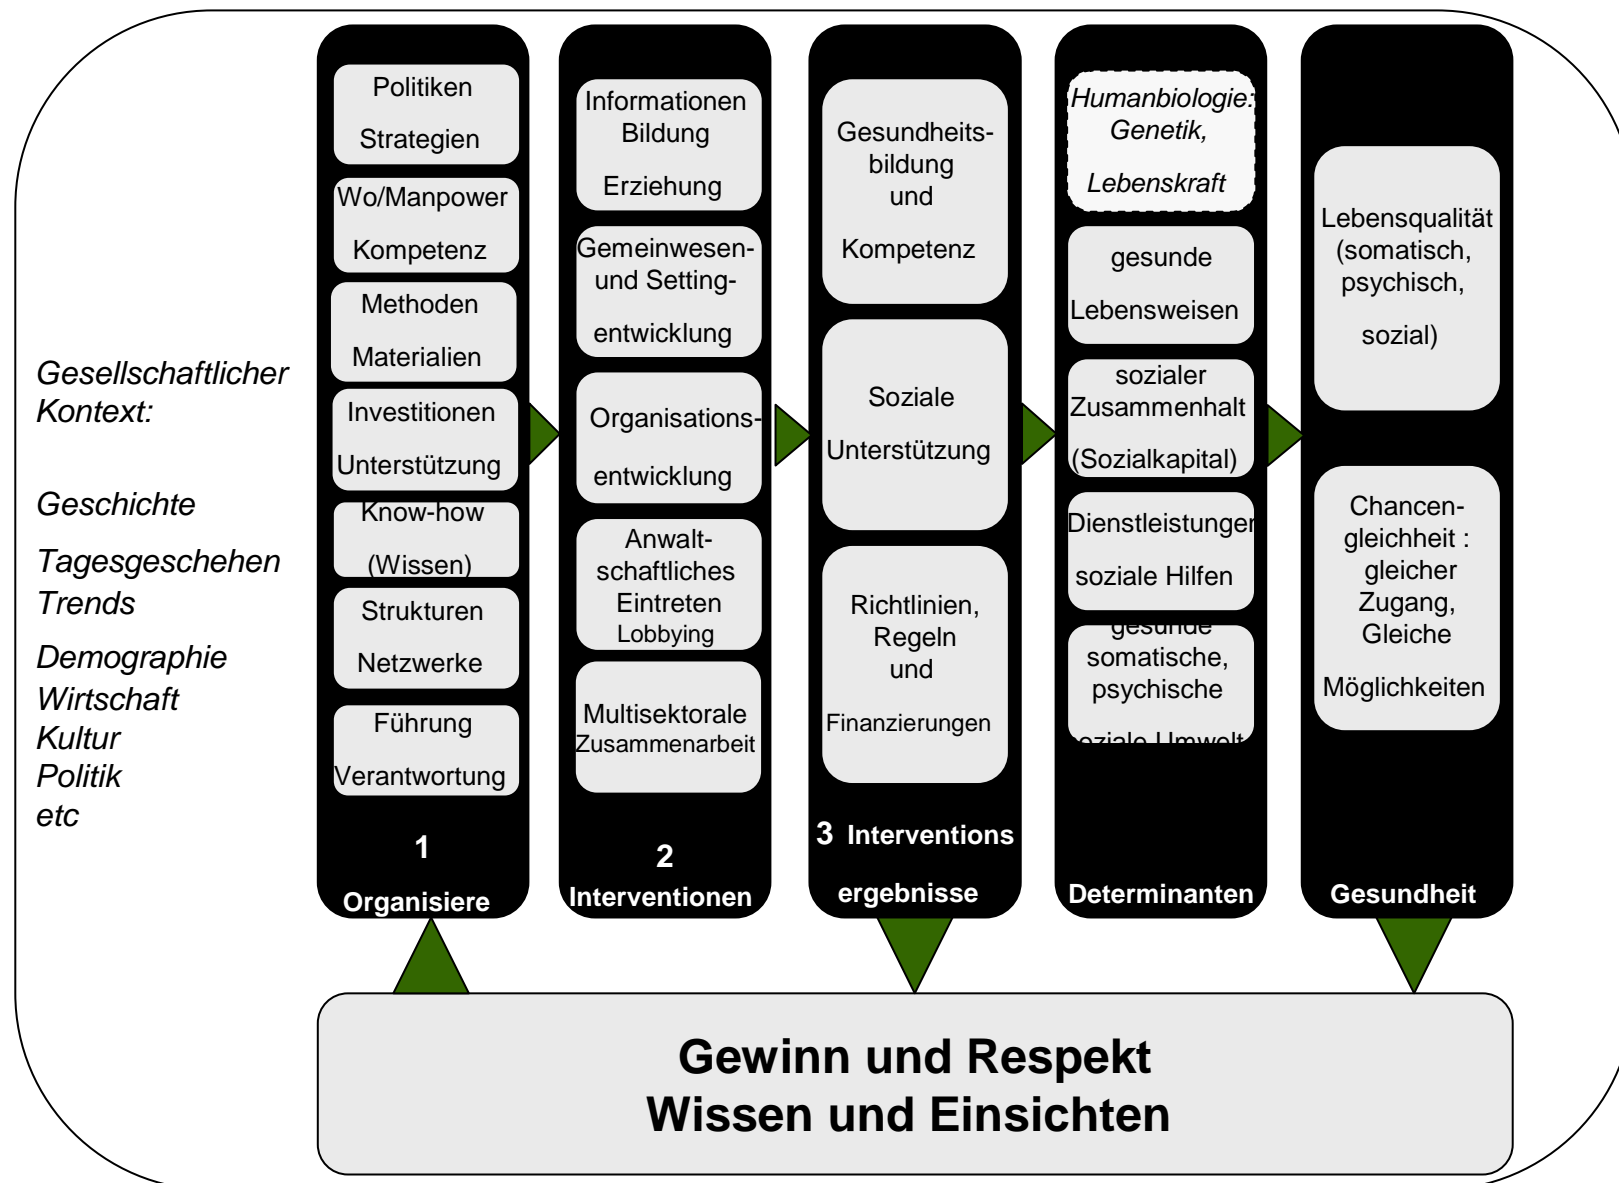 Gesellschaftlicher
Kontext:
Geschichte
Tagesgeschehen
Trends
Demographie
Wirtschaft
Kultur
Politik
etc
Politiken
Strategien
Wo/Manpower
Kompetenz
Methoden
Materialien
Investitionen
Unterstützung
Know-how
(Wissen)
Strukturen
Netzwerke
Führung
Verantwortung
1
Organisiere
Informationen
Bildung
Erziehung
Gemeinwesen-
und Setting-
entwicklung
Organisations-
entwicklung
Anwalt-
schaftliches
Eintreten
Lobbying
Multisektorale
Zusammenarbeit
2
Interventionen
Gesundheits-
bildung
und
Kompetenz
Soziale
Unterstützung
Richtlinien,
Regeln
und
Finanzierungen
3 Interventions
ergebnisse
Humanbiologie:
Genetik,
Lebenskraft
gesunde
Lebensweisen
sozialer
Zusammenhalt
(Sozialkapital)
Dienstleistungen
soziale Hilfen
gesunde
somatische,
psychische
soziale Umwelt
Determinanten
Lebensqualität
(somatisch,
psychisch,
sozial)
Chancen-
gleichheit :
gleicher
Zugang,
Gleiche
Möglichkeiten
Gesundheit
Gewinn und Respekt
Wissen und Einsichten